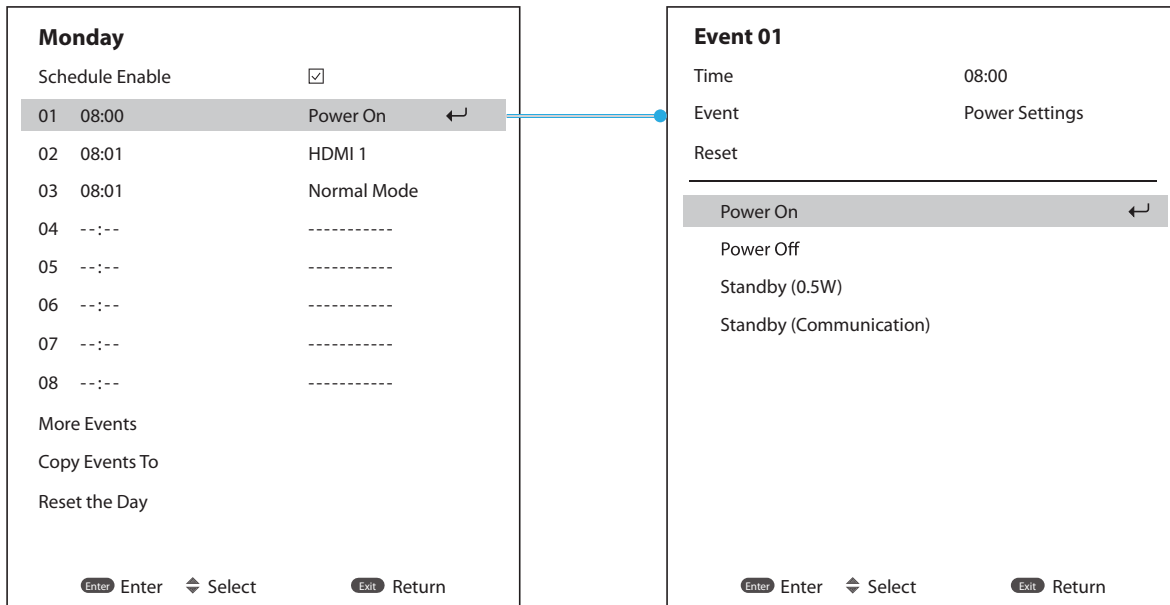 Monday
Schedule Enable
01 08:00 Power On
02 08:01 HDMI 1
03 08:01 Normal Mode
04 --:-- -----------
05 --:-- -----------
06 --:-- -----------
07 --:-- -----------
08 --:-- -----------
More Events
Copy Events To
Reset the Day
Enter Enter Select Exit Return
Event 01
Time 08:00
Event Power Settings
Reset
Power On
Power Off
Standby (0.5W)
Standby (Communication)
Enter Enter Select Exit Return